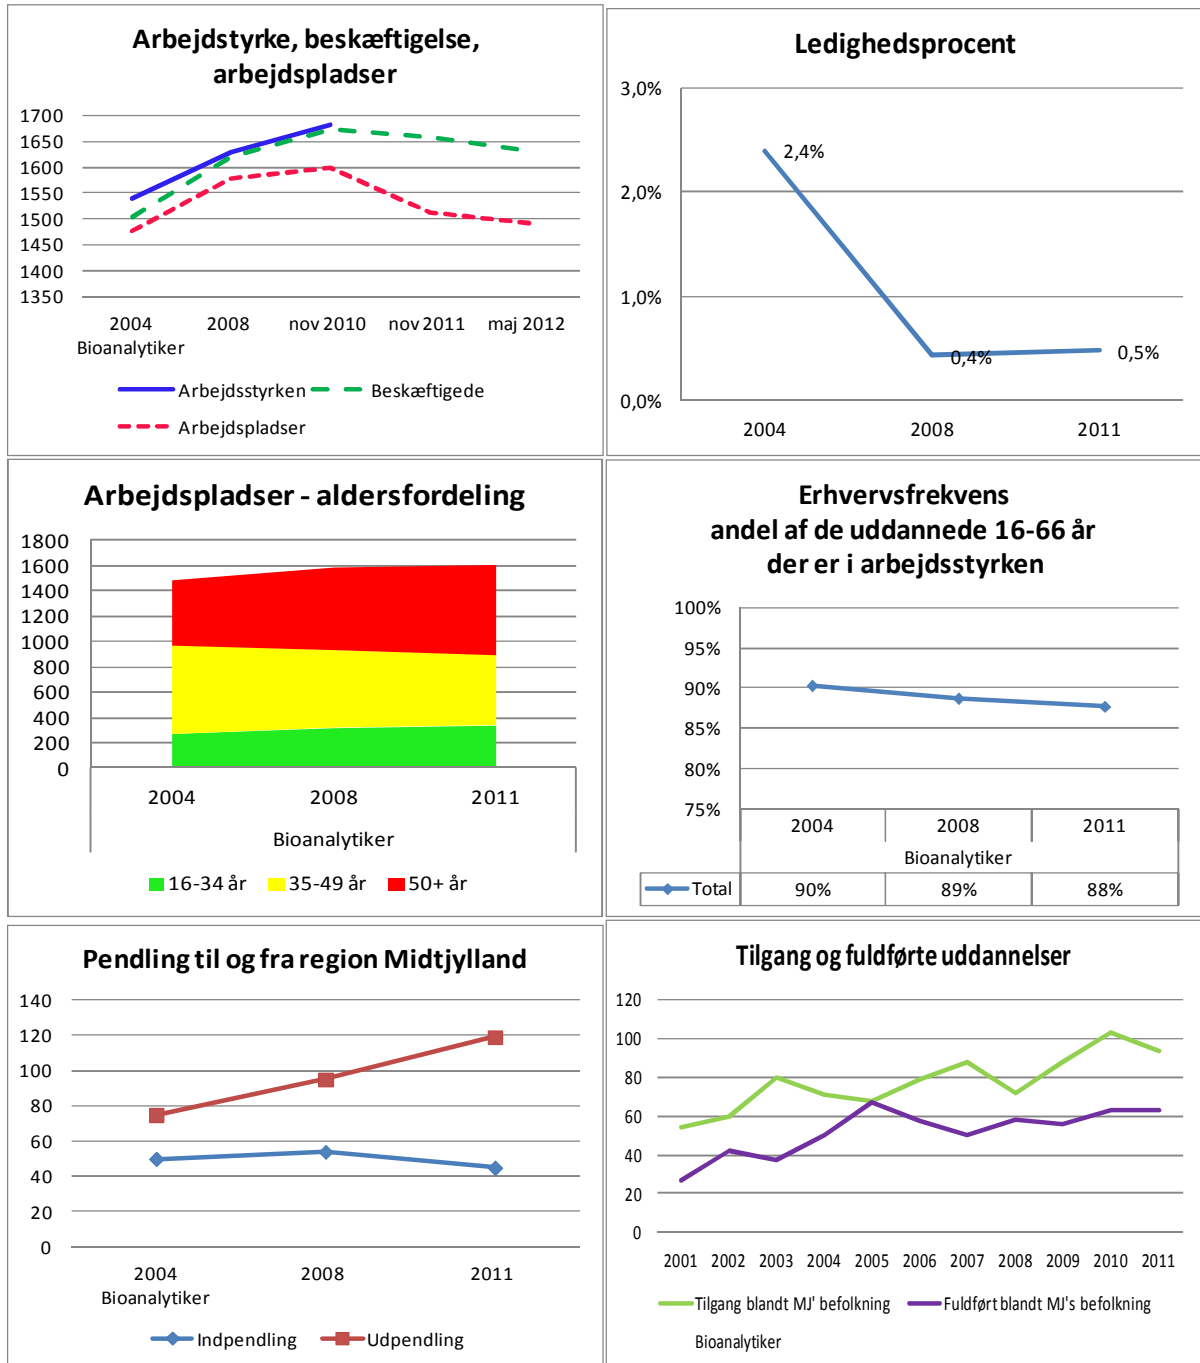 Arbejdstyrke, beskæftigelse,
arbejdspladser
1700
1650
1600
1550
1500
1450
1400
1350
2004
2008
nov 2010
nov 2011
maj 2012
Bioanalytiker
Arbejdsstyrken
Beskæftigede
Arbejdspladser
Ledighedsprocent
3,0%
2,0%
1,0%
0,0%
2,4%
0,4%
0,5%
2004
2008
2011
Arbejdspladser - aldersfordeling
1800
1600
1400
1200
1000
800
600
400
200
0
2004
2008
2011
Bioanalytiker
16-34 år
35-49 år
50+ år
Erhvervsfrekvens
andel af de uddannede 16-66 år
der er i arbejdsstyrken
100%
95%
90%
85%
80%
75%
2004
2008
2011
Bioanalytiker
Total
90%
89%
88%
Pendling til og fra region Midtjylland
140
120
100
80
60
40
20
0
2004
2008
2011
Bioanalytiker
Indpendling
Udpendling
Tilgang og fuldførte uddannelser
120
100
80
60
40
20
0
2001 2002 2003 2004 2005 2006 2007 2008 2009 2010 2011
Tilgang blandt MJ' befolkning
Fuldført blandt MJ's befolkning
Bioanalytiker